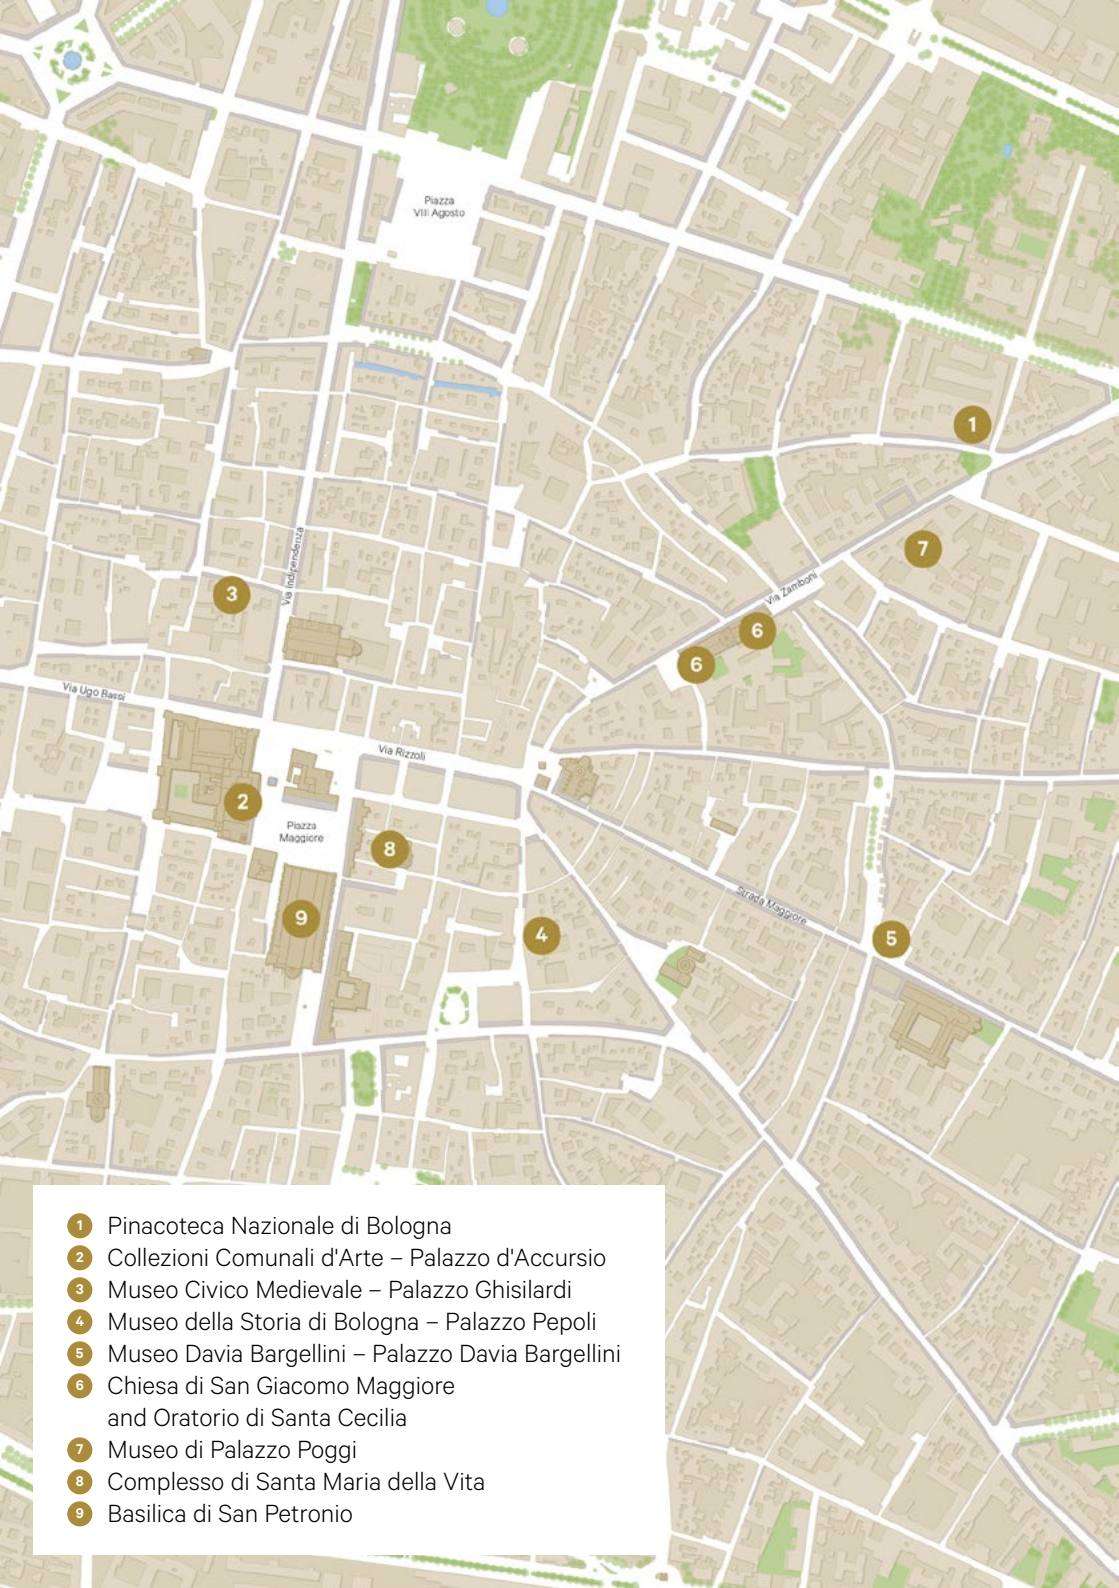 Piazza
VIII Agosto
1
7
Via Indipendenza
3
Via Zamboni
6
6
Via Ugo Bassi
Via Rizzoli
2
Piazza
Maggiore
8
Strada Maggiore
9
4
5
1 Pinacoteca Nazionale di Bologna
2 Collezioni Comunali d'Arte – Palazzo d'Accursio
3 Museo Civico Medievale – Palazzo Ghisilardi
4 Museo della Storia di Bologna – Palazzo Pepoli
5 Museo Davia Bargellini – Palazzo Davia Bargellini
6 Chiesa di San Giacomo Maggiore
and Oratorio di Santa Cecilia
7 Museo di Palazzo Poggi
8 Complesso di Santa Maria della Vita
9 Basilica di San Petronio